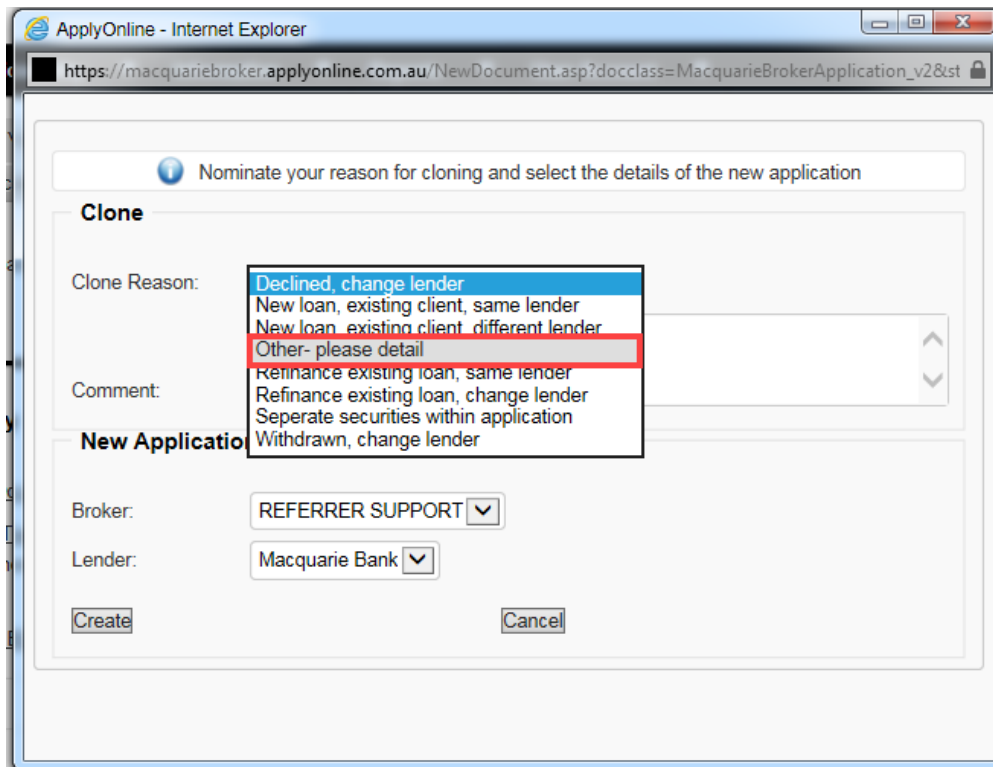 ApplyOnline - Internet Explorer
https://macquariebroker.applyonline.com.au/NewDocument.asp?docclass=MacquarieBrokerApplication_v2&st
Nominate your reason for cloning and select the details of the new application
Clone
Clone Reason:
Declined, change lender
New loan, existing client, same lender
New loan, existing client, different lender
Other- please detail
Refinance existing loan, same lender
Comment:
Refinance existing loan, change lender
Seperate securities within application
Withdrawn, change lender
New Application
Broker:
REFERRER SUPPORT
Lender:
Macquarie Bank
Create
Cancel